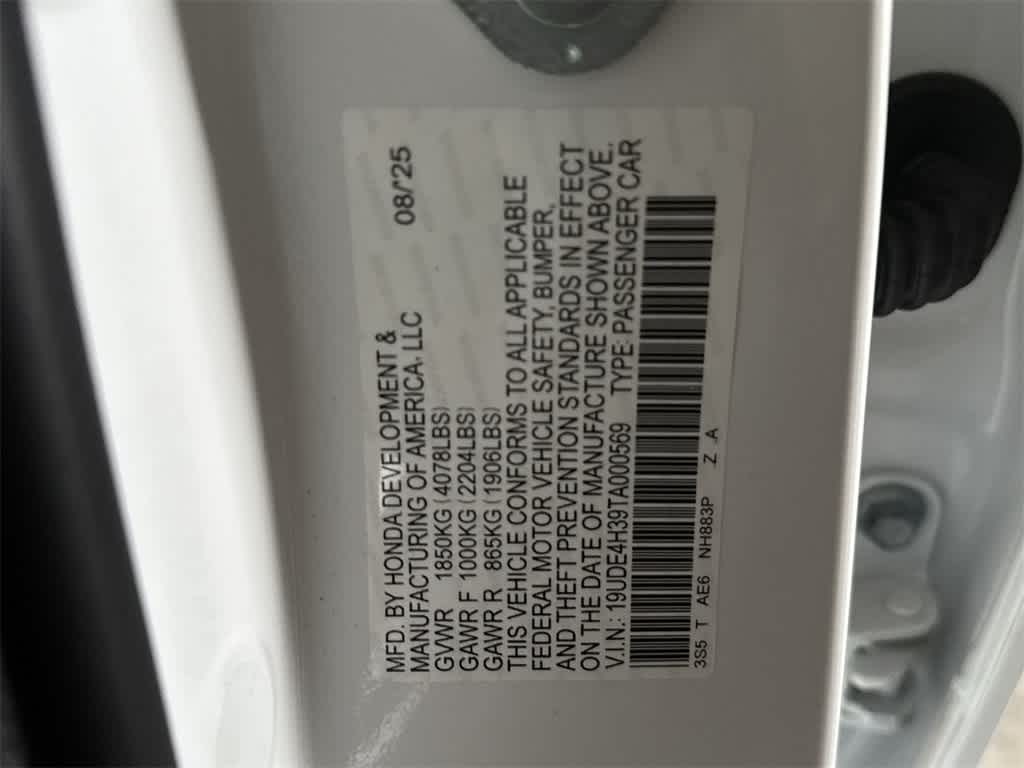 MFD. BY HONDA DEVELOPMENT &
MANUFACTURING OF AMERICA, LLC 08/25
GVWR 1850KG (4078LBS)
GAWR F 1000KG (2204LBS)
GAWR R 865KG (1906LBS)
THIS VEHICLE CONFORMS TO ALL APPLICABLE
FEDERAL MOTOR VEHICLE SAFETY, BUMPER,
AND THEFT PREVENTION STANDARDS IN EFFECT
ON THE DATE OF MANUFACTURE SHOWN ABOVE.
V.I.N.: 19UDE4H39TA000569 TYPE: PASSENGER CAR
3S5 T AE6 NH883P Z .A